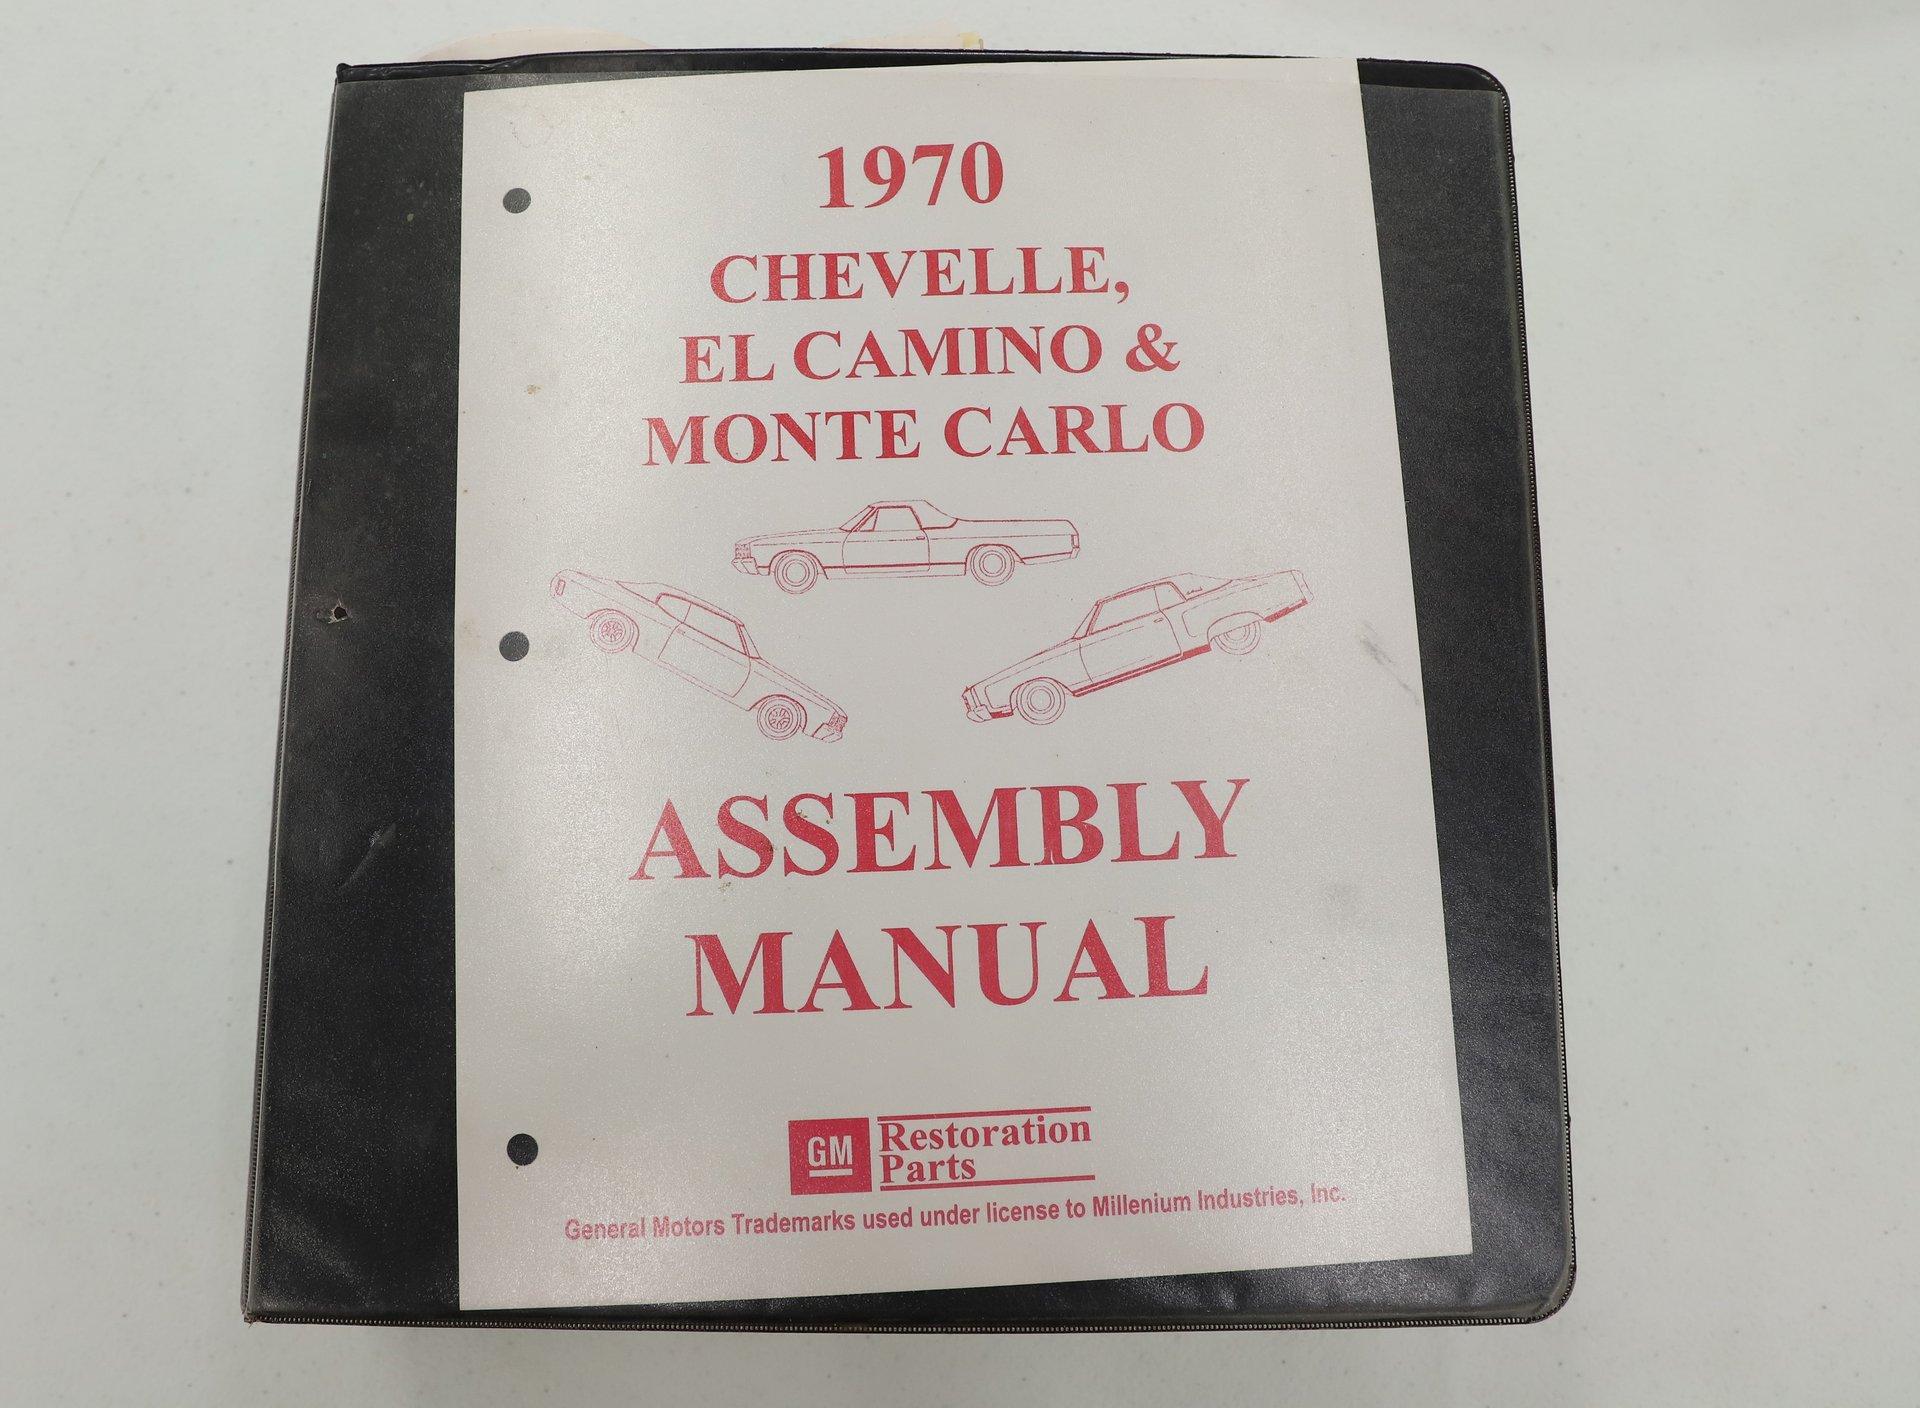 1970
CHEVELLE,
EL CAMINO &
MONTE CARLO
ASSEMBLY
MANUAL
GM
Restoration
Parts
General Motors Trademarks used under license to Millenium Industries, Inc.